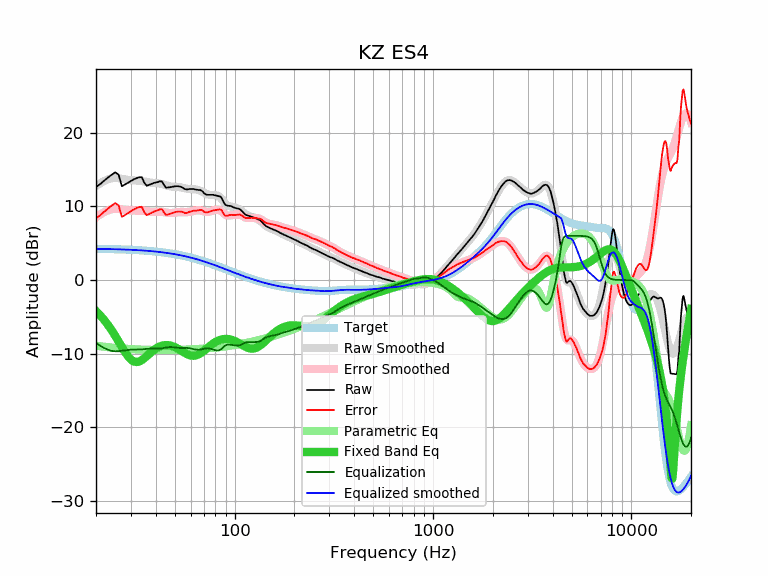 KZ ES4
Amplitude (dBr)
20
10
0
−10
−20
−30
Target
Raw Smoothed
Error Smoothed
Raw
Error
Parametric Eq
Fixed Band Eq
Equalization
Equalized smoothed
100
1000
10000
Frequency (Hz)